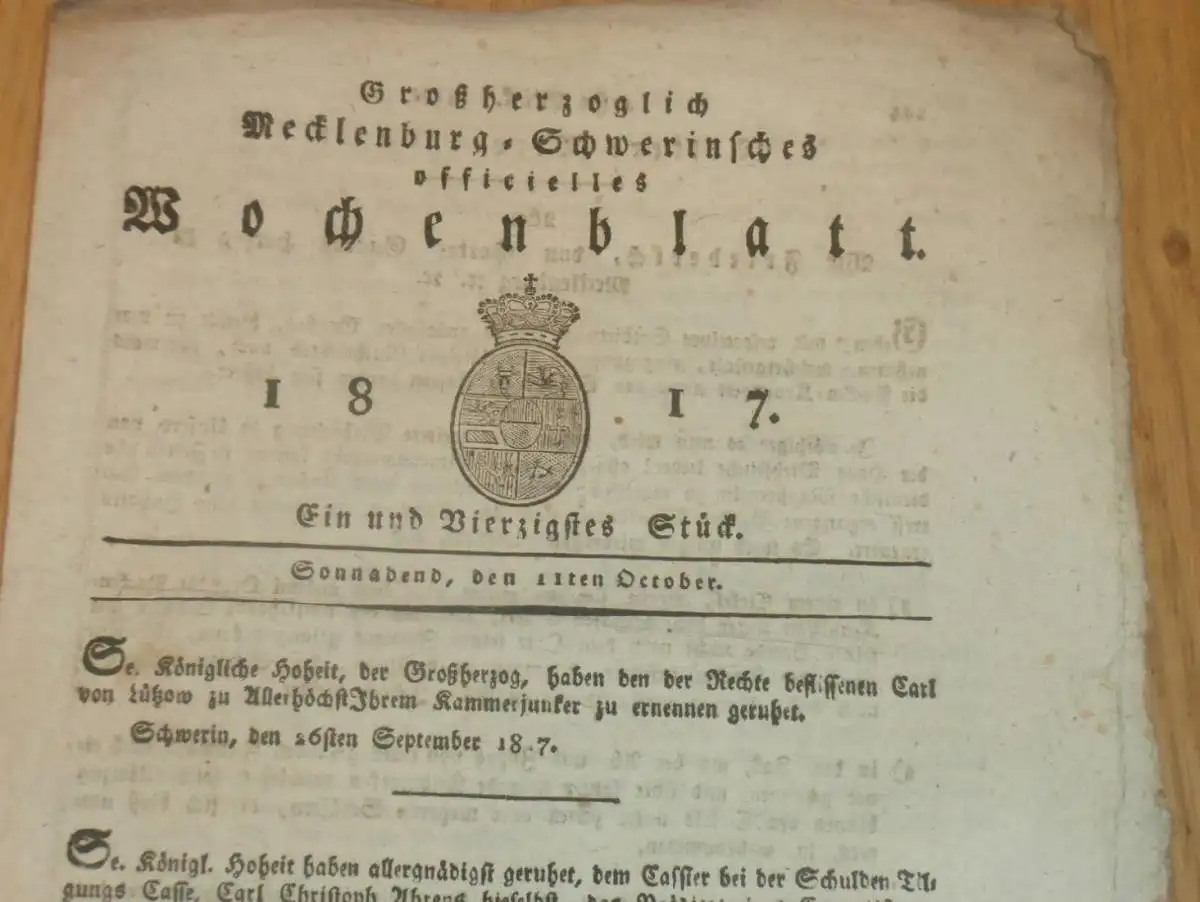 Großherzoglich
Mecklenburg-Schwerinsches
officielles
Wochenblatt.
1817.
Ein und Vierzigstes Stück.
Sonnabend, den 11ten October.
Se. Königliche Hoheit, der Großherzog, haben den der Rechte beflissenen Carl
von Lützow zu AllerhöchstIhrem Kammerjunker zu ernennen geruhet.
Schwerin, den 26sten September 18.7.
Se. Königl. Hoheit haben allergnädigst geruhet, dem Cassier bei der Schulden Til-
gungs Casse, Carl Christoph Ahrens hieselbst, das